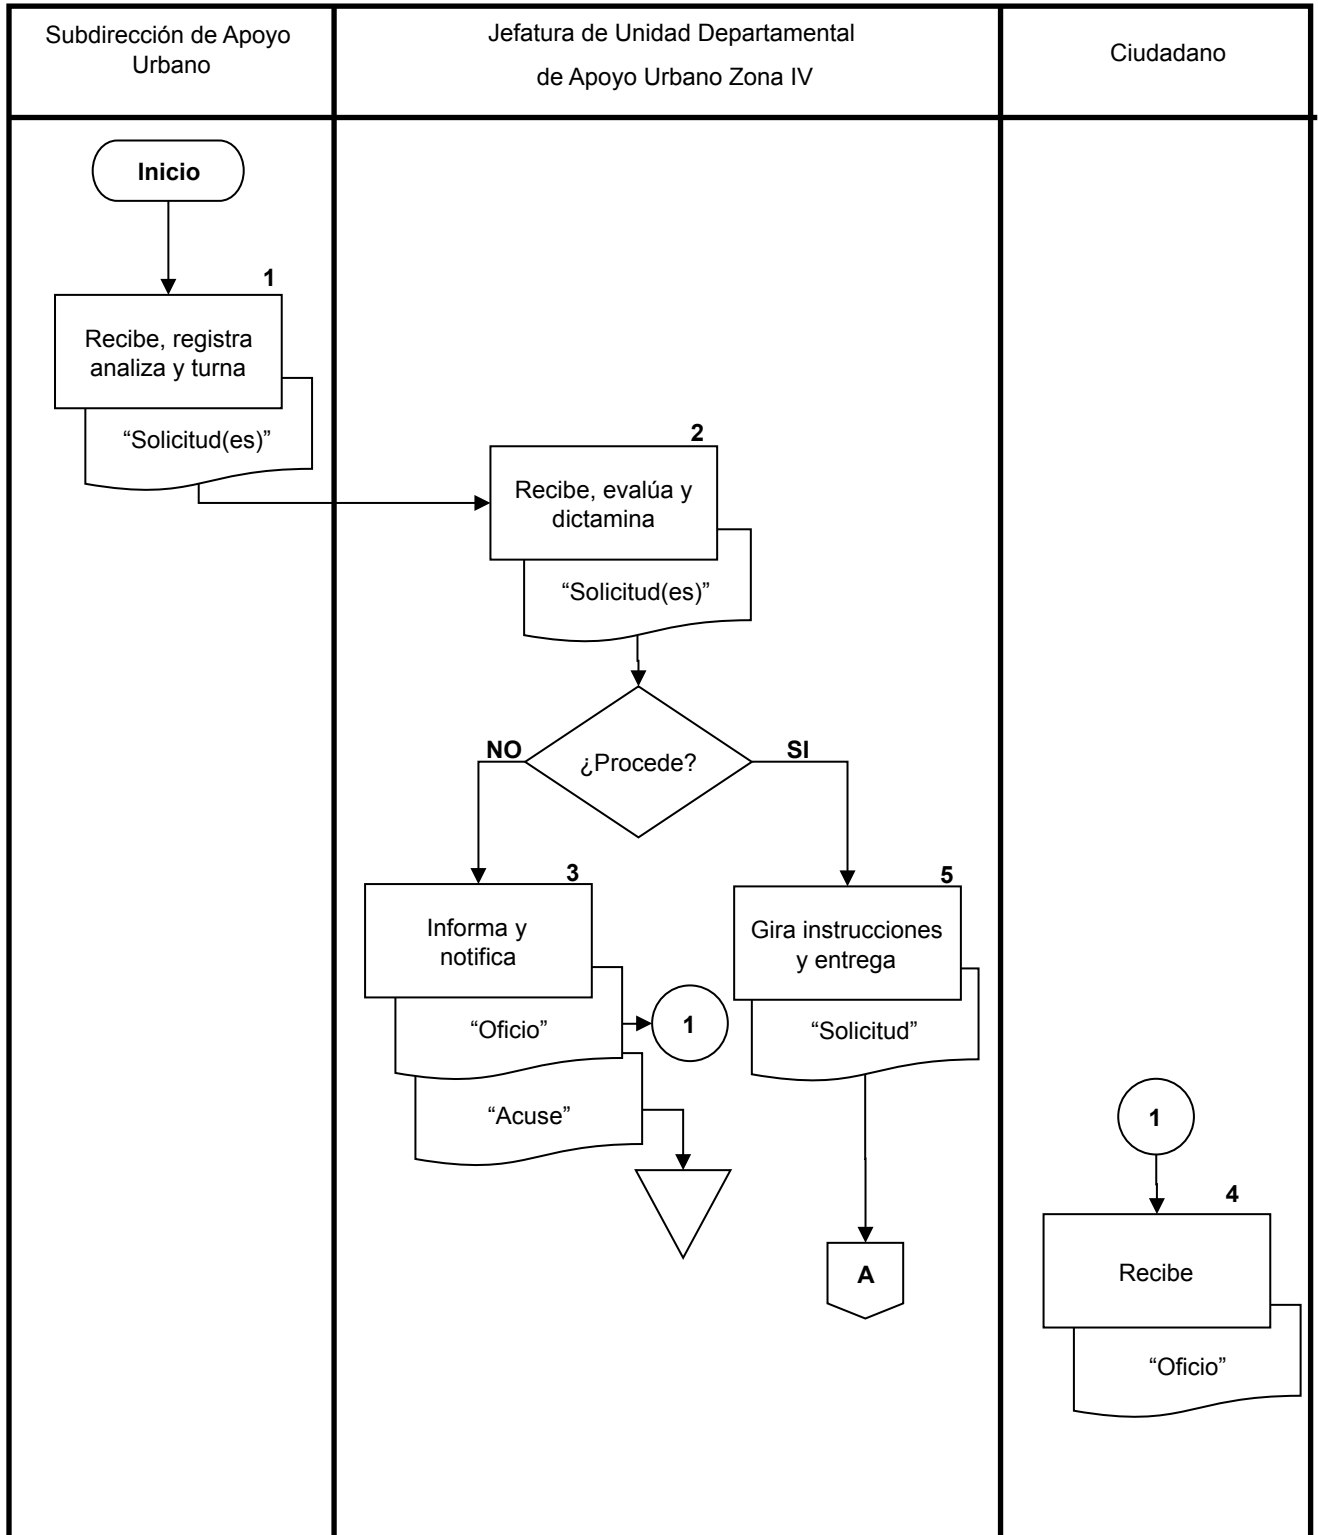 Subdirección de Apoyo
Urbano
Jefatura de Unidad Departamental
de Apoyo Urbano Zona IV
Ciudadano
Inicio
1
Recibe, registra
analiza y turna
“Solicitud(es)”
2
Recibe, evalúa y
dictamina
“Solicitud(es)”
¿Procede?
NO
SI
3
Informa y
notifica
“Oficio”
1
“Acuse”
5
Gira instrucciones
y entrega
“Solicitud”
A
1
4
Recibe
“Oficio”